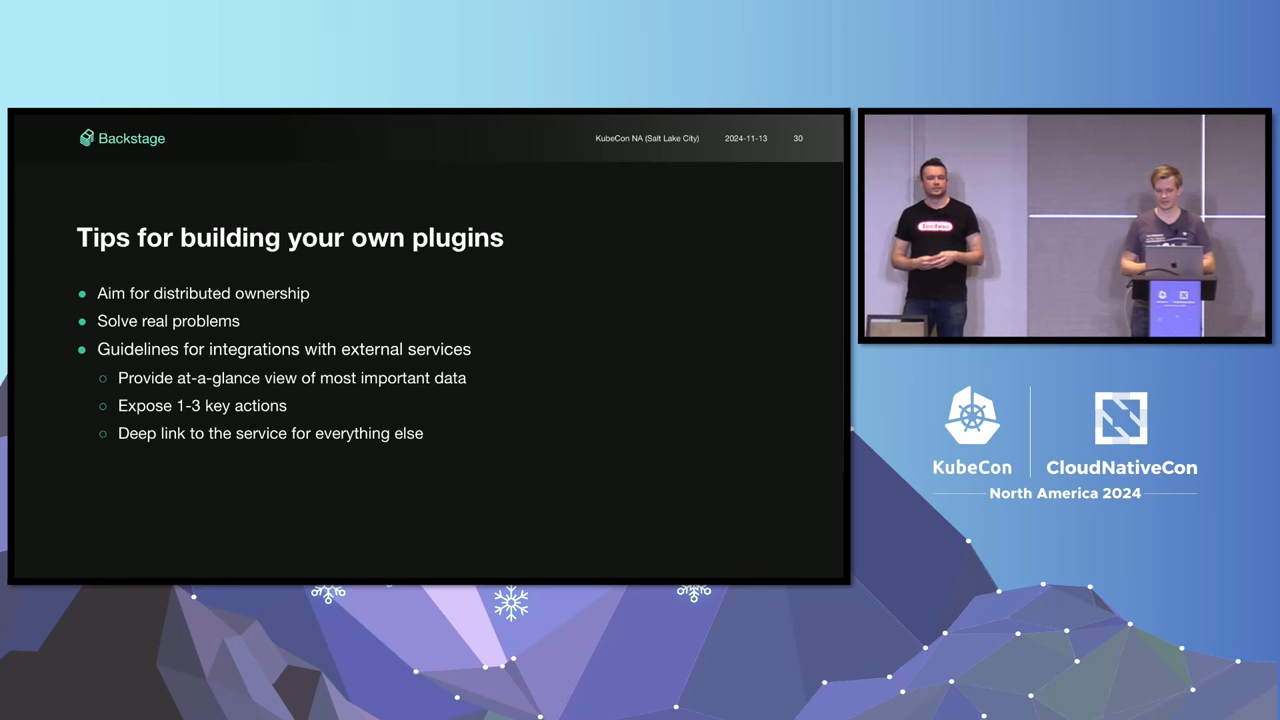 Backstage
KubeCon NA (Salt Lake City) 2024-11-13 30
Tips for building your own plugins
Aim for distributed ownership
Solve real problems
Guidelines for integrations with external services
Provide at-a-glance view of most important data
Expose 1-3 key actions
Deep link to the service for everything else
Techno
KubeCon
CloudNativeCon
North America 2024